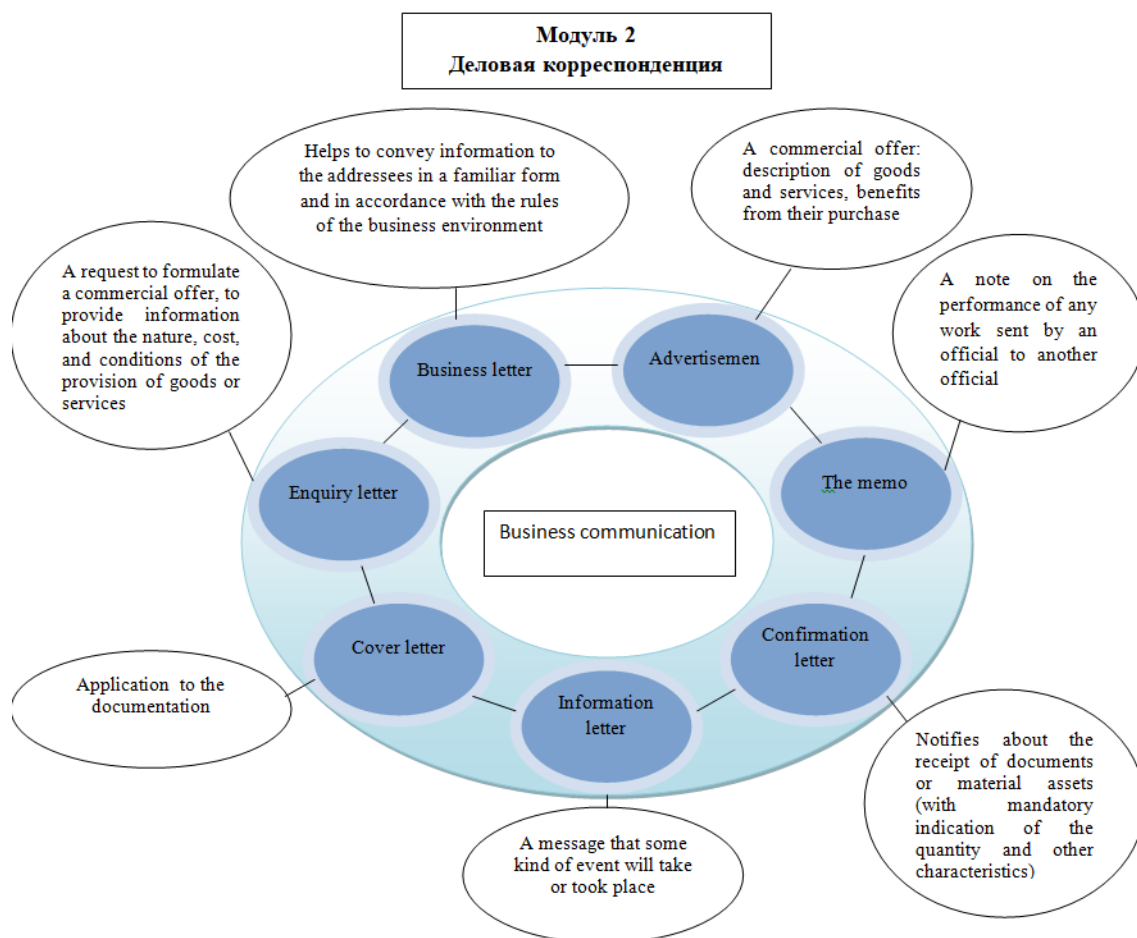 Модуль 2
Деловая корреспонденция
Helps to convey information to
the addressees in a familiar form
and in accordance with the rules
of the business environment
A commercial offer:
description of goods
and services, benefits
from their purchase
A request to formulate
a commercial offer, to
provide information
about the nature, cost,
and conditions of the
provision of goods or
services
A note on the
performance of any
work sent by an
official to another
official
Business letter
Advertisemen
Enquiry letter
The memo
Business communication
Cover letter
Confirmation
letter
Information
letter
Application to the
documentation
Notifies about the
receipt of documents
or material assets
(with mandatory
indication of the
quantity and other
characteristics)
A message that some
kind of event will take
or took place